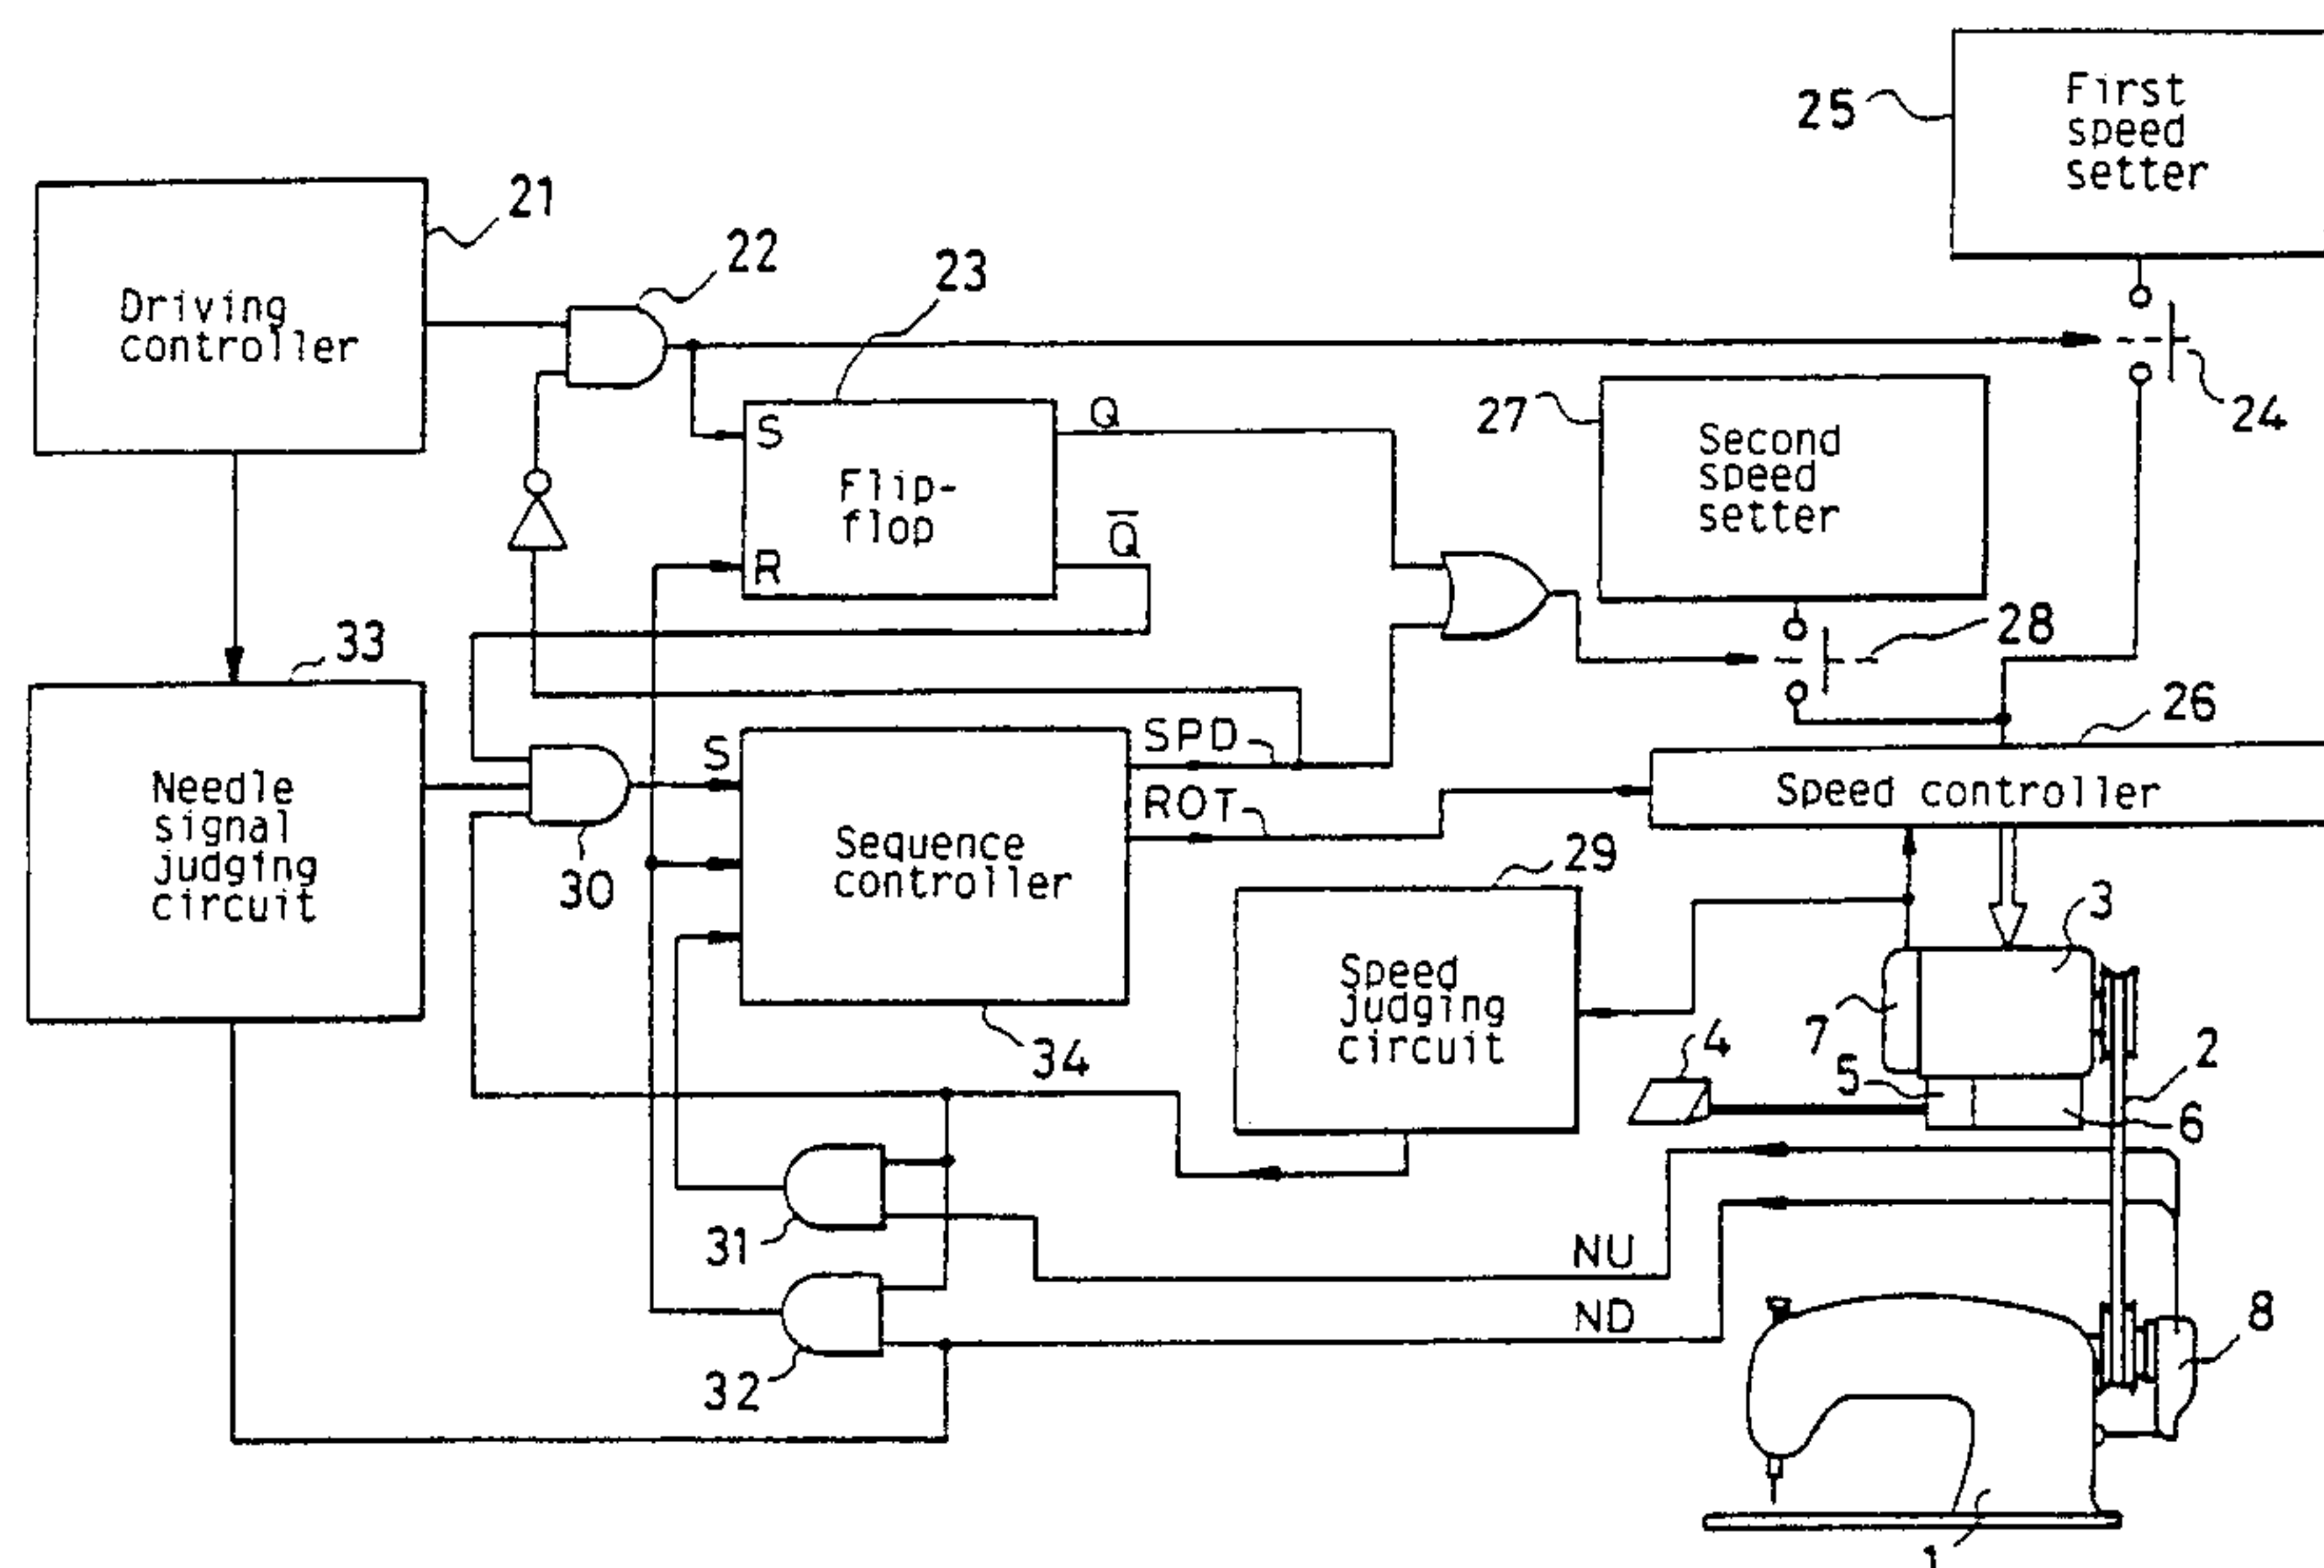 25
First
speed
setter
21
22
23
Driving
controller
24
27
Second
speed
setter
S
Q
Flip-
flop
Q̅
R
28
33
26
Needle
signal
judging
circuit
30
S
SPD
ROT
Sequence
controller
34
Speed controller
29
Speed
judging
circuit
3
7
4
5
2
6
31
NU
32
ND
8
1